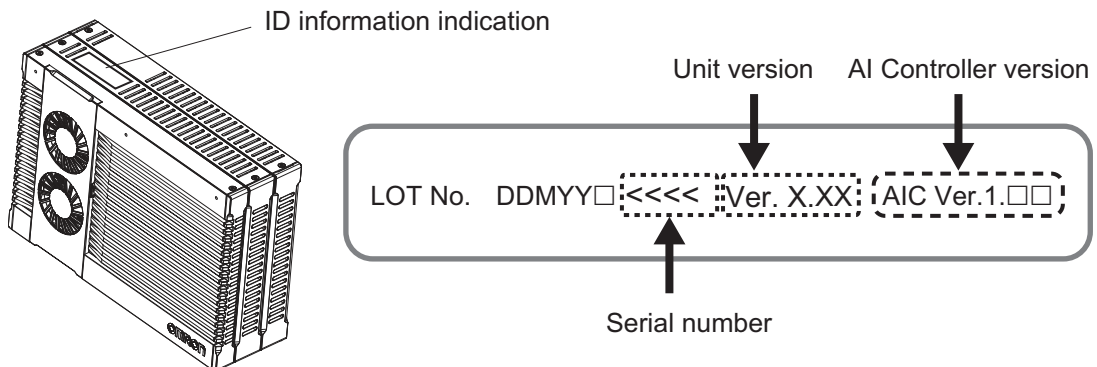 ID information indication
Unit version
AI Controller version
LOT No. DDMYY□ <<<< Ver. X.XX AIC Ver.1.□□
Serial number
OMRON